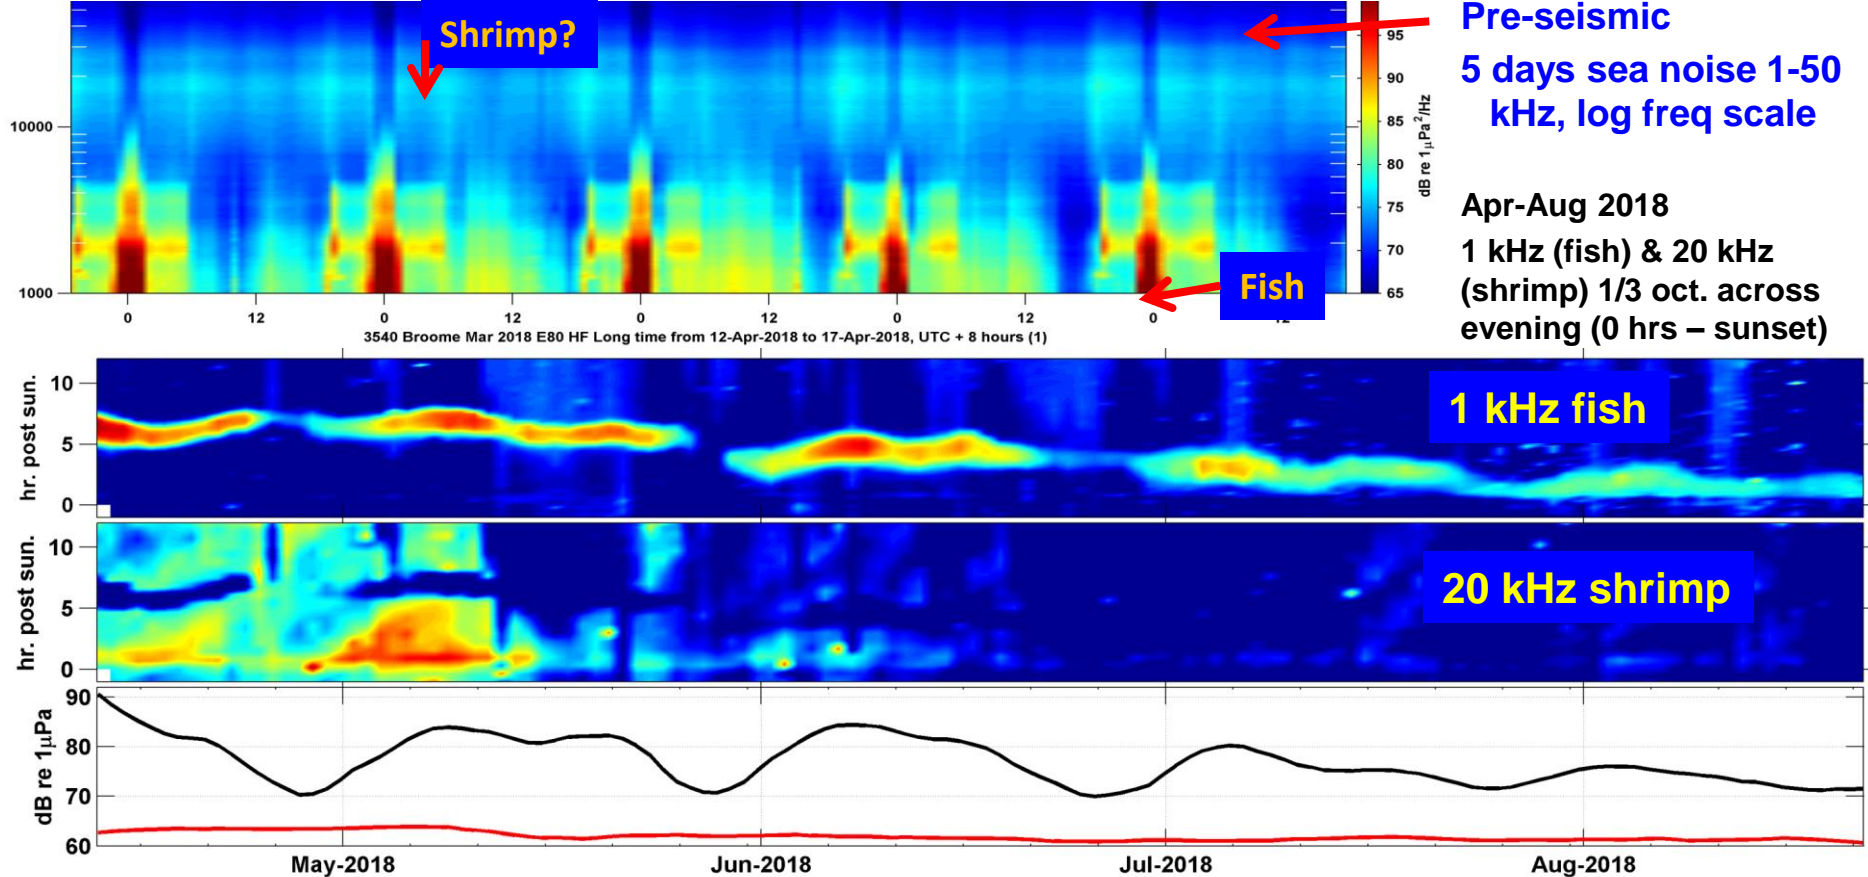 Shrimp?
Pre-seismic
5 days sea noise 1-50
kHz, log freq scale
10000
1000
95
90
85
80
75
70
65
dB re 1µPa²/Hz
Fish
0 12 0 12 0 12 0 12 0 12
3540 Broome Mar 2018 E80 HF Long time from 12-Apr-2018 to 17-Apr-2018, UTC + 8 hours (1)
Apr-Aug 2018
1 kHz (fish) & 20 kHz
(shrimp) 1/3 oct. across
evening (0 hrs – sunset)
hr. post sun.
10
5
0
1 kHz fish
hr. post sun.
10
5
0
20 kHz shrimp
dB re 1µPa
90
80
70
60
May-2018 Jun-2018 Jul-2018 Aug-2018